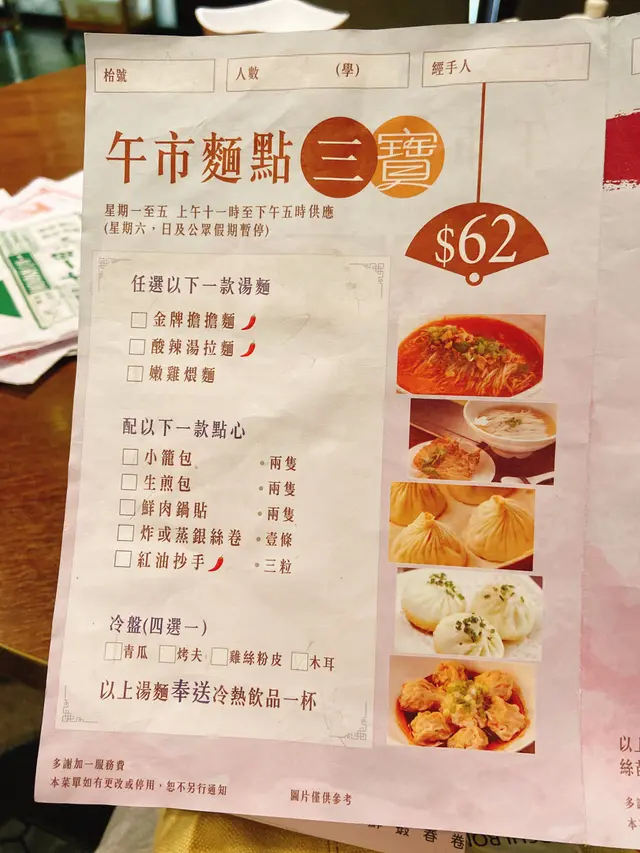 枱號
人數 (學)
經手人
午市麵點三寶
$62
星期一至五 上午十一時至下午五時供應
(星期六，日及公眾假期暫停)
任選以下一款湯麵
金牌擔擔麵
酸辣湯拉麵
嫩雞煨麵
配以下一款點心
小籠包 • 兩隻
生煎包 • 兩隻
鮮肉鍋貼 • 兩隻
炸或蒸銀絲卷 • 壹條
紅油抄手 • 三粒
冷盤(四選一)
青瓜 烤夫 雞絲粉皮 木耳
以上湯麵奉送冷熱飲品一杯
多謝加一服務費
本菜單如有更改或停用，恕不另行通知
圖片僅供參考
以上
絲
多
本
春卷